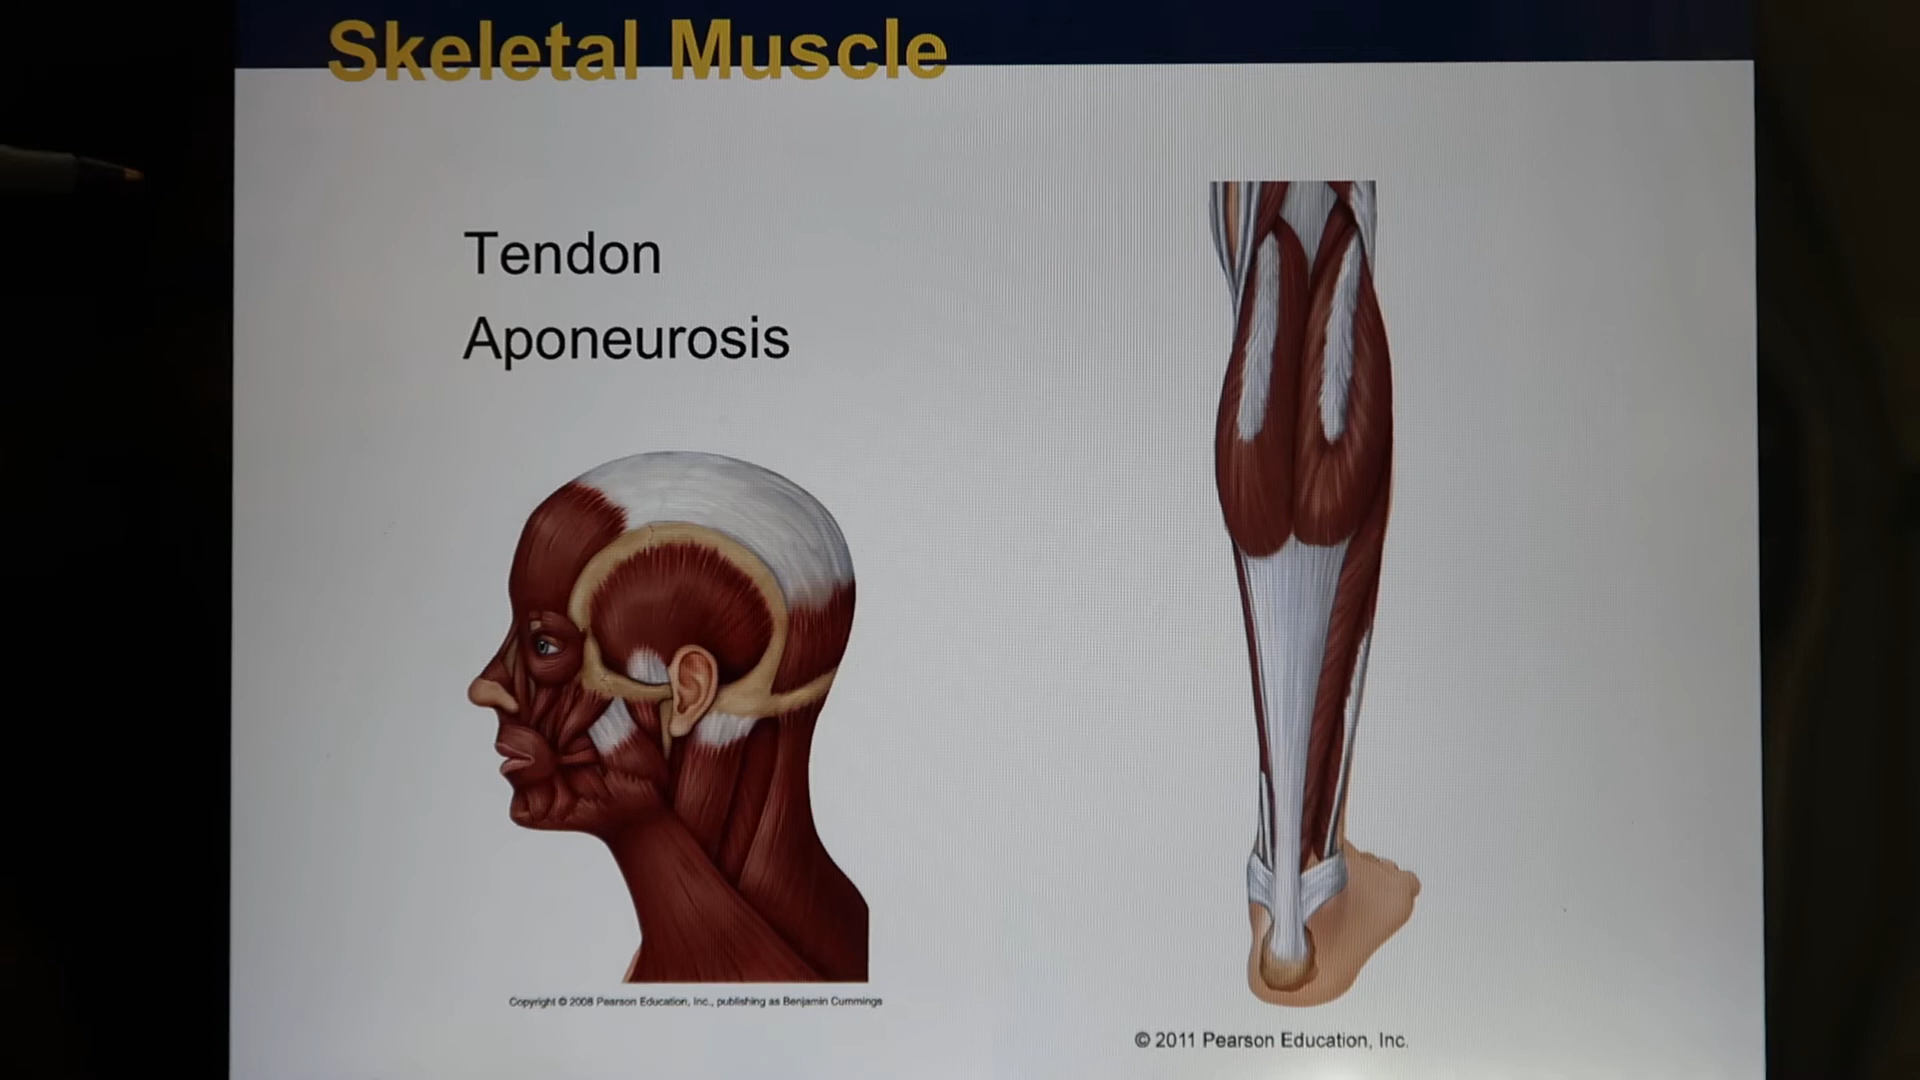 Skeletal Muscle
Tendon
Aponeurosis
Copyright © 2008 Pearson Education, Inc., publishing as Benjamin Cummings
© 2011 Pearson Education, Inc.